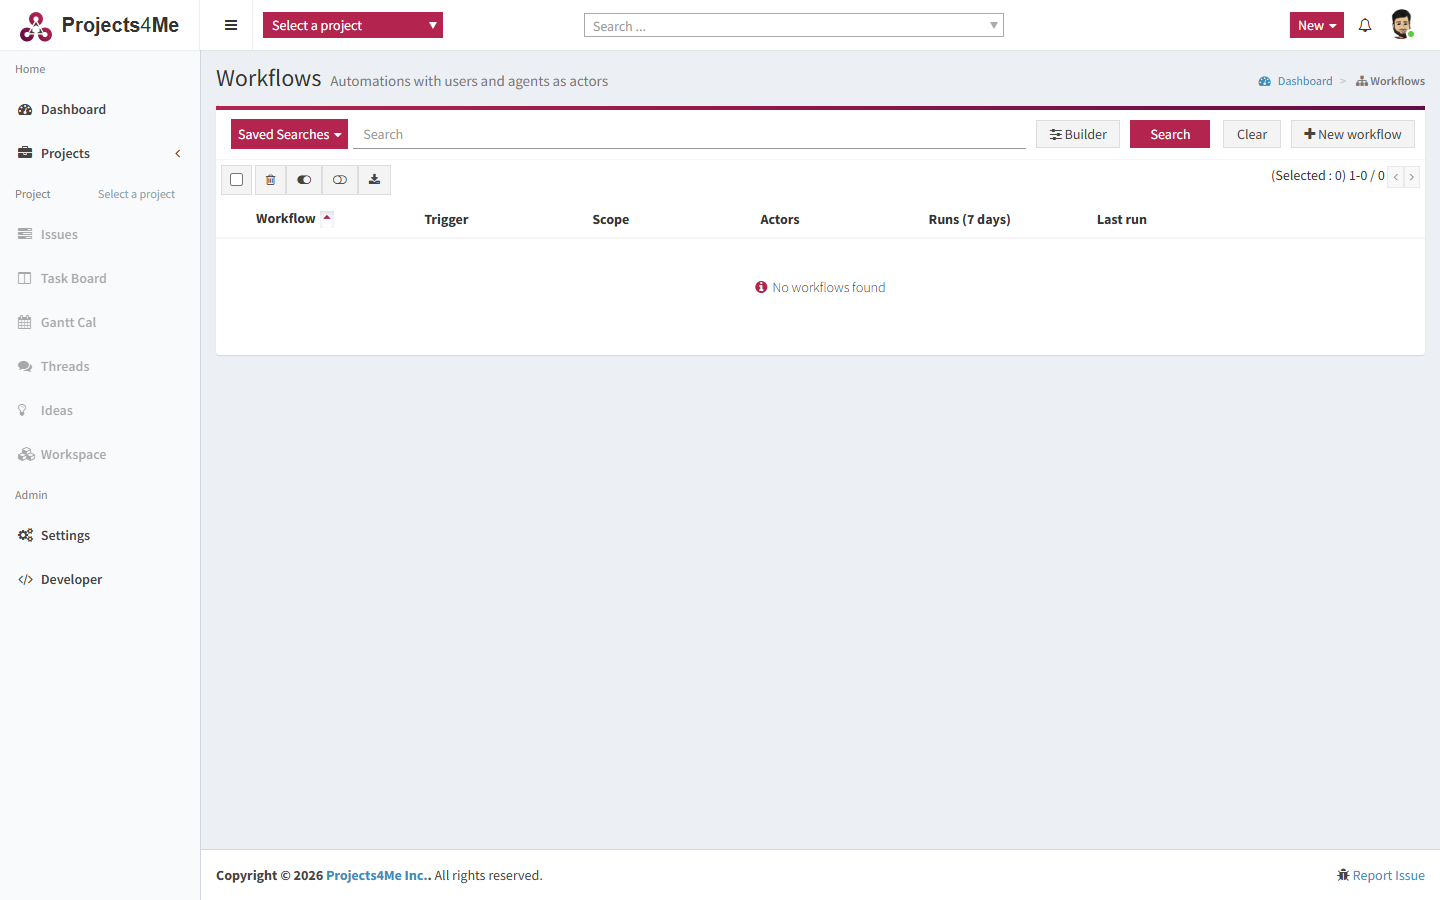 Projects4Me
Select a project
Search ...
New
Home
Dashboard
Projects
Project
Select a project
Issues
Task Board
Gantt Cal
Threads
Ideas
Workspace
Admin
Settings
Developer
Workflows Automations with users and agents as actors
Dashboard > Workflows
Saved Searches
Search
Builder
Search
Clear
New workflow
(Selected : 0) 1-0 / 0
Workflow Trigger Scope Actors Runs (7 days) Last run
No workflows found
Copyright © 2026 Projects4Me Inc.. All rights reserved.
Report Issue